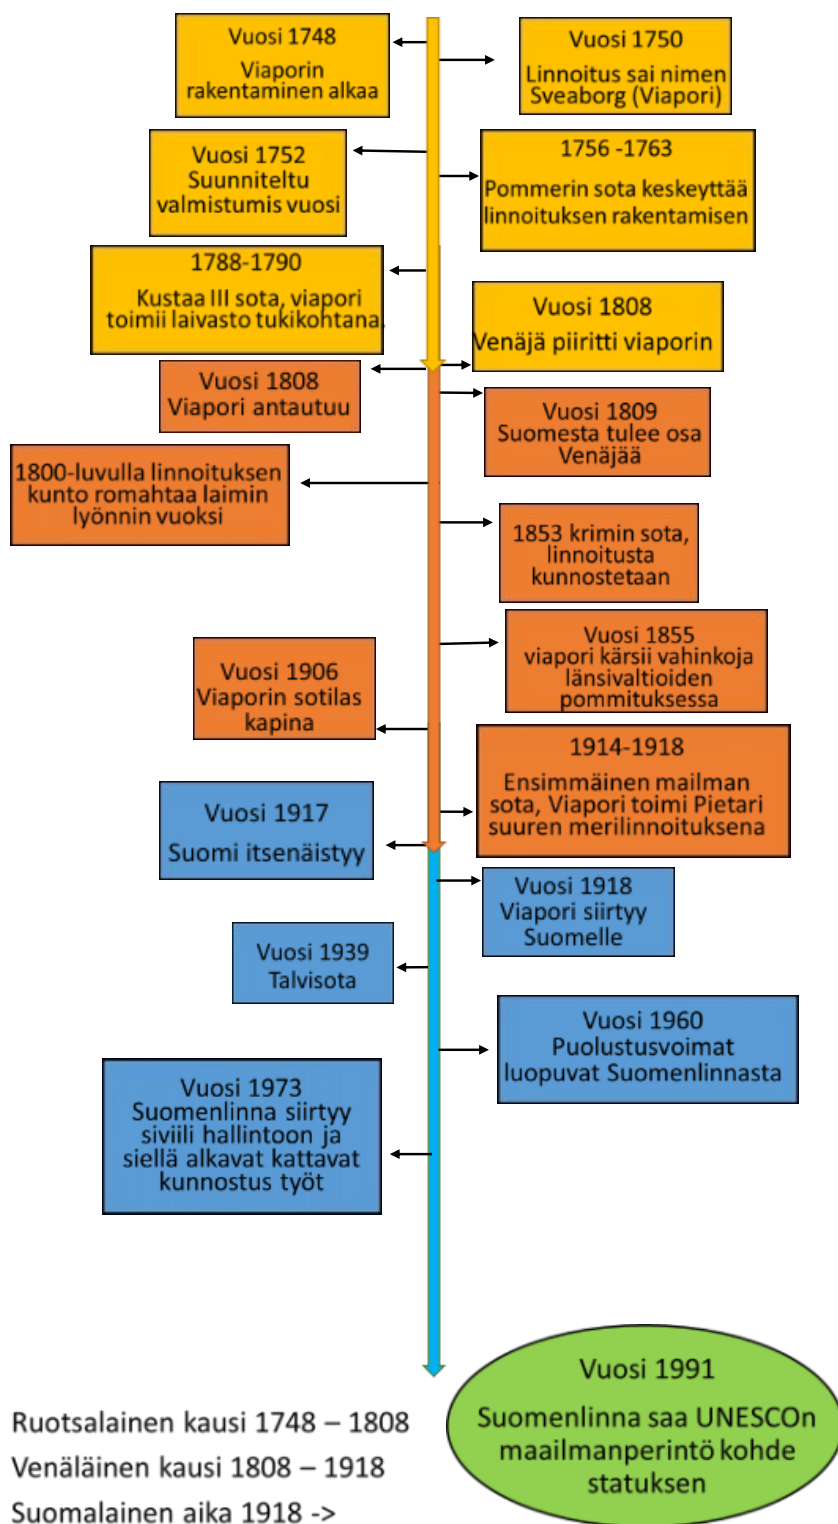 Vuosi 1748
Viaporin
rakentaminen alkaa
Vuosi 1750
Linnoitus sai nimen
Sveaborg (Viapori)
Vuosi 1752
Suunniteltu
valmistumis vuosi
1756 -1763
Pommerin sota keskeyttää
linnoituksen rakentamisen
1788-1790
Kustaa III sota, viapori
toimii laivasto tukikohtana.
Vuosi 1808
Venäjä piiritti viaporin
Vuosi 1808
Viapori antautuu
Vuosi 1809
Suomesta tulee osa
Venäjää
1800-luvulla linnoituksen
kunto romahtaa laimin
lyönnin vuoksi
1853 krimin sota,
linnoitusta
kunnostetaan
Vuosi 1855
viapori kärsii vahinkoja
länsivaltioiden
pommituksessa
Vuosi 1906
Viaporin sotilas
kapina
1914-1918
Ensimmäinen mailman
sota, Viapori toimi Pietari
suuren merilinnoituksena
Vuosi 1917
Suomi itsenäistyy
Vuosi 1918
Viapori siirtyy
Suomelle
Vuosi 1939
Talvisota
Vuosi 1960
Puolustusvoimat
luopuvat Suomenlinnasta
Vuosi 1973
Suomenlinna siirtyy
siviili hallintoon ja
siellä alkavat kattavat
kunnostus työt
Vuosi 1991
Suomenlinna saa UNESCOn
maailmanperintö kohde
statuksen
Ruotsalainen kausi 1748 – 1808
Venäläinen kausi 1808 – 1918
Suomalainen aika 1918 ->